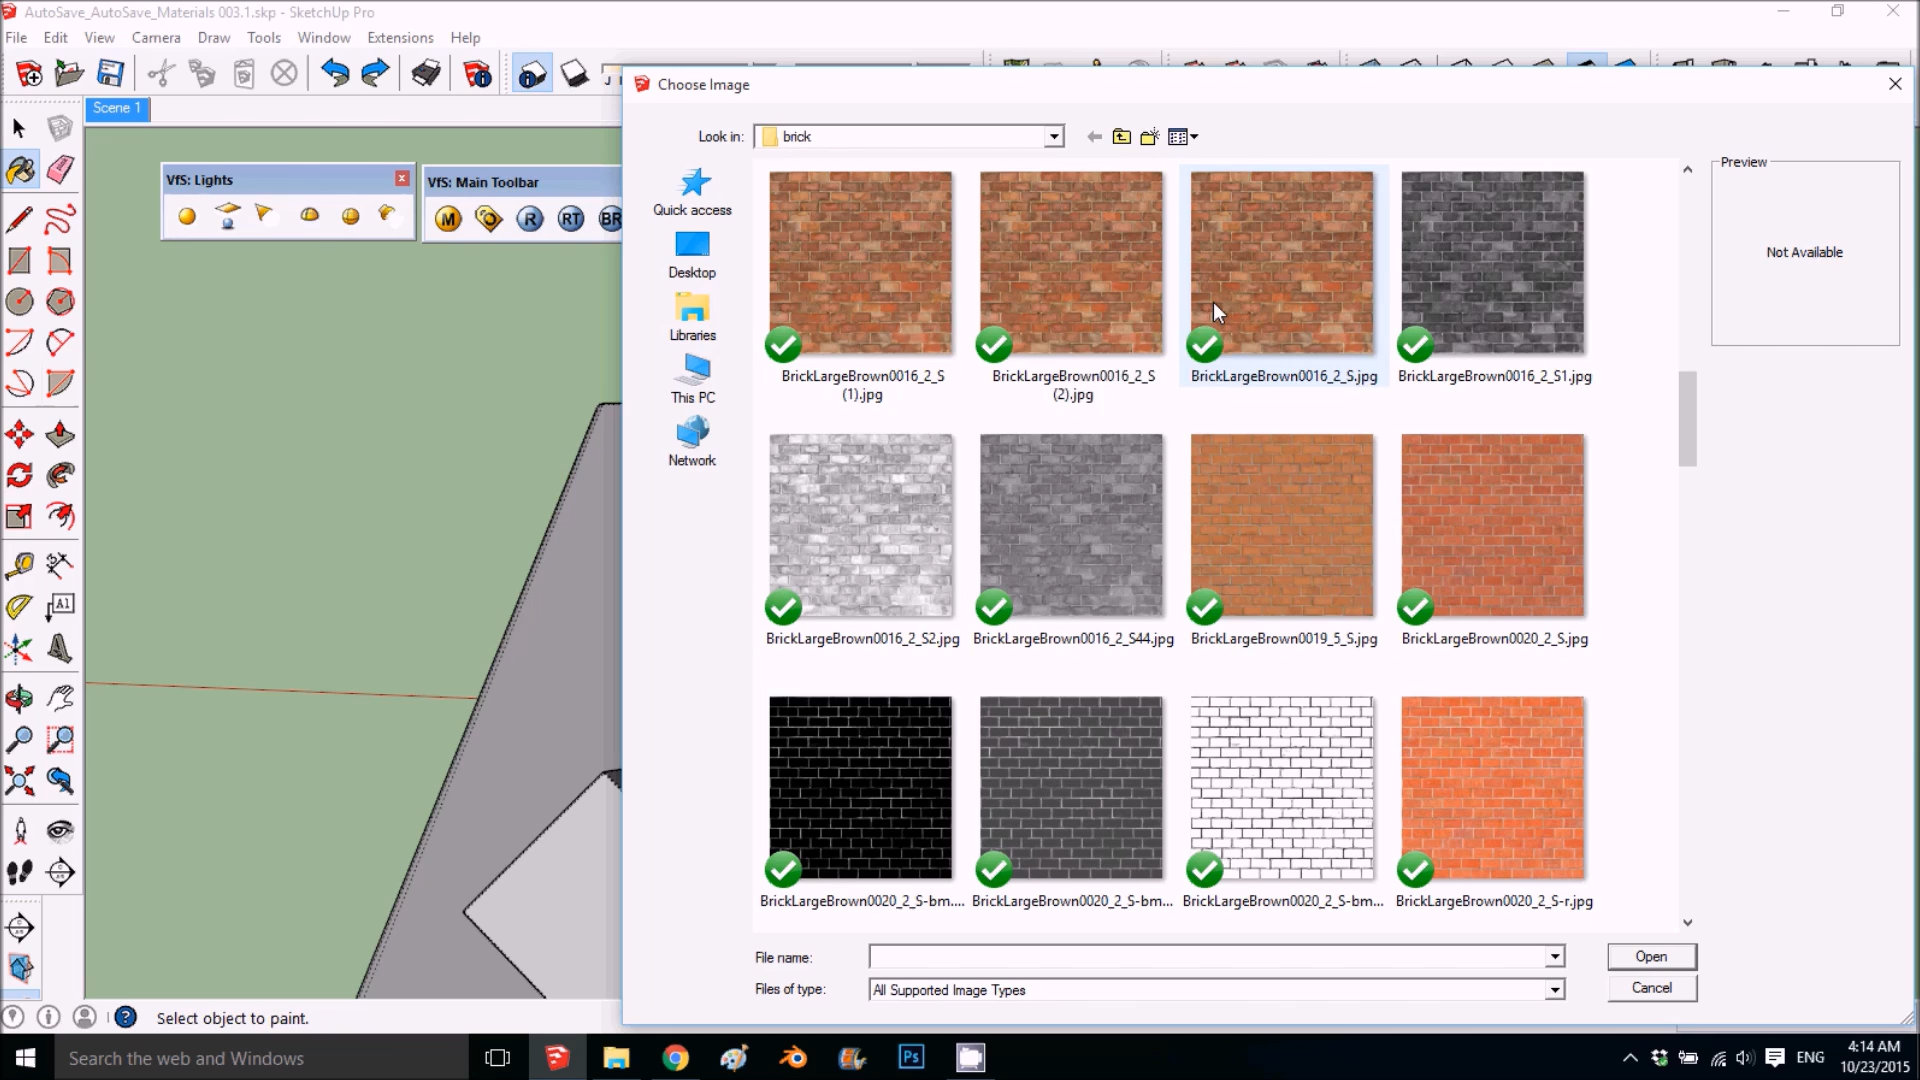 AutoSave_AutoSave_Materials 003.1.skp - SketchUp Pro
File Edit View Camera Draw Tools Window Extensions Help
Scene 1
Choose Image
Look in: brick
VfS: Lights
VfS: Main Toolbar
M R RT BR
Quick access
Desktop
Libraries
This PC
Network
Preview
Not Available
BrickLargeBrown0016_2_S
(1).jpg
BrickLargeBrown0016_2_S
(2).jpg
BrickLargeBrown0016_2_S.jpg
BrickLargeBrown0016_2_S1.jpg
BrickLargeBrown0016_2_S2.jpg
BrickLargeBrown0016_2_S44.jpg
BrickLargeBrown0019_5_S.jpg
BrickLargeBrown0020_2_S.jpg
BrickLargeBrown0020_2_S-bm....
BrickLargeBrown0020_2_S-bm...
BrickLargeBrown0020_2_S-bm...
BrickLargeBrown0020_2_S-r.jpg
File name:
Open
Files of type: All Supported Image Types
Cancel
A1
Select object to paint.
Search the web and Windows
Ps
ENG
4:14 AM
10/23/2015